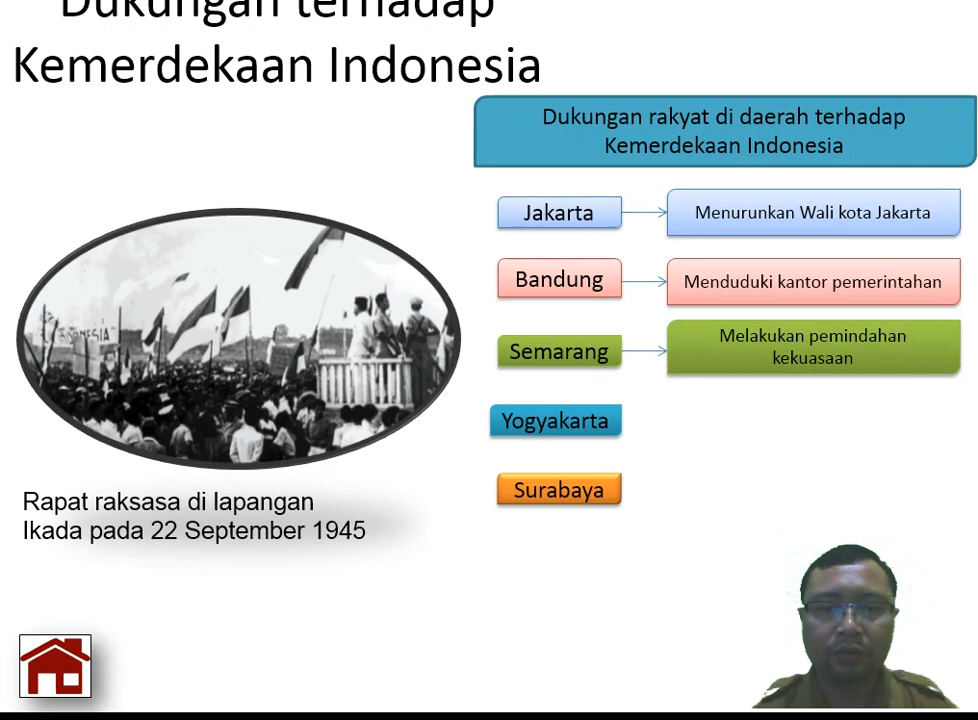 Dukungan terhadap
Kemerdekaan Indonesia
Dukungan rakyat di daerah terhadap
Kemerdekaan Indonesia
Jakarta
Menurunkan Wali kota Jakarta
Bandung
Menduduki kantor pemerintahan
Semarang
Melakukan pemindahan
kekuasaan
Yogyakarta
Surabaya
INDONESIA
Rapat raksasa di lapangan
Ikada pada 22 September 1945